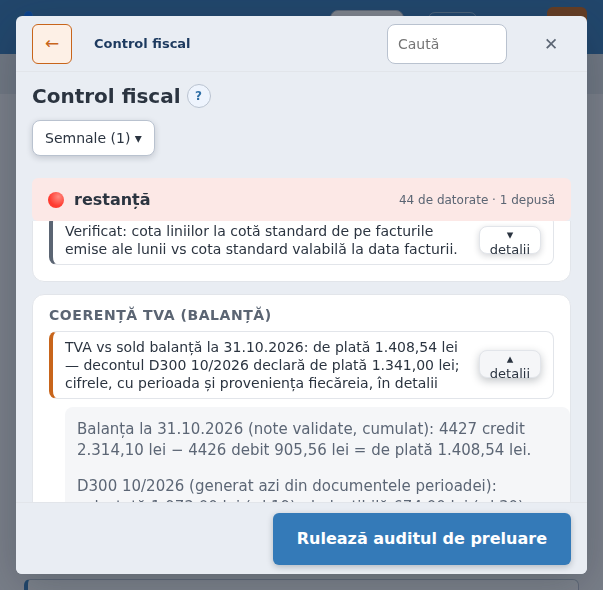 ←
Control fiscal
Caută
✕
Control fiscal
?
Semnale (1) ▾
restanță
44 de datorate · 1 depusă
Verificat: cota liniilor la cotă standard de pe facturile
emise ale lunii vs cota standard valabilă la data facturii.
▾
detalii
COERENȚĂ TVA (BALANȚĂ)
TVA vs sold balanță la 31.10.2026: de plată 1.408,54 lei
— decontul D300 10/2026 declară de plată 1.341,00 lei;
cifrele, cu perioada și proveniența fiecăreia, în detalii
▴
detalii
Balanța la 31.10.2026 (note validate, cumulat): 4427 credit
2.314,10 lei − 4426 debit 905,56 lei = de plată 1.408,54 lei.
D300 10/2026 (generat azi din documentele perioadei):
Rulează auditul de preluare